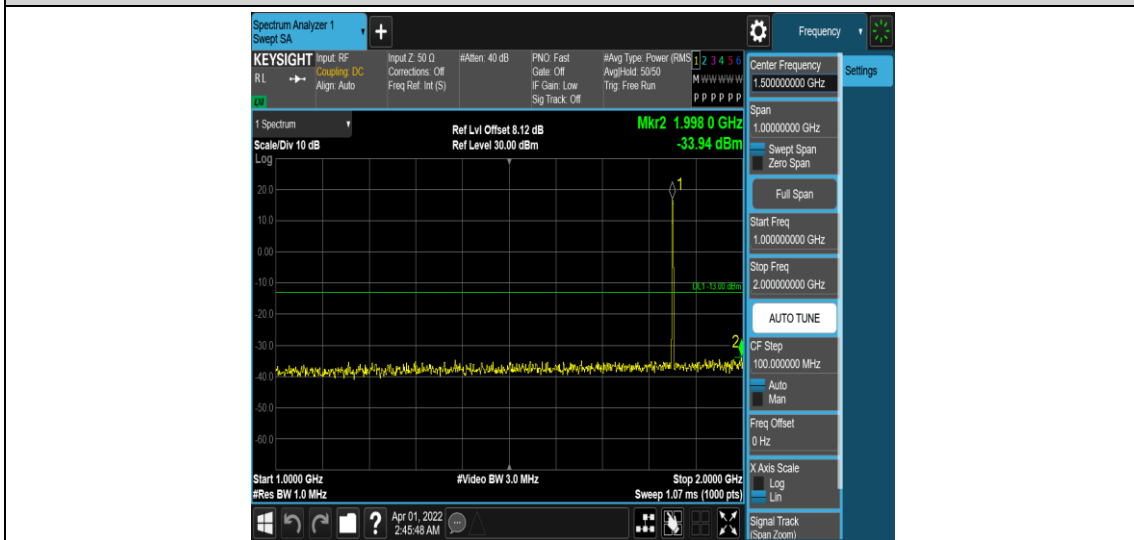 Spectrum Analyzer 1
Swept SA
+
Frequency
KEYSIGHT
RL
LXI
Input: RF
Coupling: DC
Align: Auto
Input Z: 50 Ω
Corrections: Off
Freq Ref: Int (S)
#Atten: 40 dB
PNO: Fast
Gate: Off
IF Gain: Low
Sig Track: Off
#Avg Type: Power (RMS
Avg|Hold: 50/50
Trig: Free Run
1 2 3 4 5 6
M W W W W W
P P P P P P
1 Spectrum
Scale/Div 10 dB
Log
Ref Lvl Offset 8.12 dB
Ref Level 30.00 dBm
Mkr2 1.998 0 GHz
-33.94 dBm
1
20.0
10.0
0.00
-10.0
DL1 -13.00 dBm
-20.0
-30.0
2
-40.0
-50.0
-60.0
Start 1.0000 GHz
#Res BW 1.0 MHz
#Video BW 3.0 MHz
Stop 2.0000 GHz
Sweep 1.07 ms (1000 pts)
?
Apr 01, 2022
2:45:48 AM
Center Frequency
1.500000000 GHz
Settings
Span
1.00000000 GHz
Swept Span
Zero Span
Full Span
Start Freq
1.000000000 GHz
Stop Freq
2.000000000 GHz
AUTO TUNE
CF Step
100.000000 MHz
Auto
Man
Freq Offset
0 Hz
X Axis Scale
Log
Lin
Signal Track
(Span Zoom)